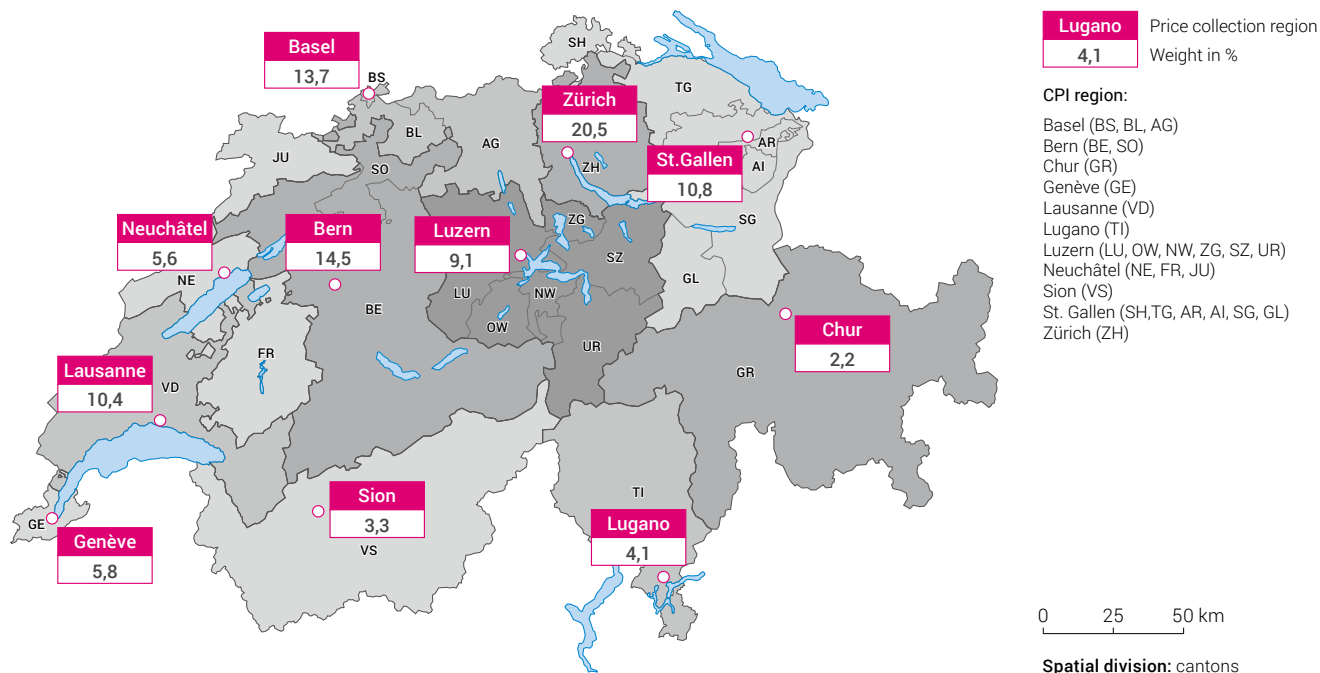 Basel
13,7
BS
SH
TG
Zürich
20,5
BL
AG
AR
AI
JU
SO
ZH
St.Gallen
10,8
SG
Neuchâtel
5,6
Bern
14,5
Luzern
9,1
ZG
SZ
NE
BE
LU
NW
OW
GL
UR
FR
Chur
2,2
GR
Lausanne
10,4
VD
Sion
3,3
VS
TI
Lugano
4,1
GE
Genève
5,8
Lugano Price collection region
4,1 Weight in %
CPI region:
Basel (BS, BL, AG)
Bern (BE, SO)
Chur (GR)
Genève (GE)
Lausanne (VD)
Lugano (TI)
Luzern (LU, OW, NW, ZG, SZ, UR)
Neuchâtel (NE, FR, JU)
Sion (VS)
St. Gallen (SH,TG, AR, AI, SG, GL)
Zürich (ZH)
0 25 50 km
Spatial division: cantons